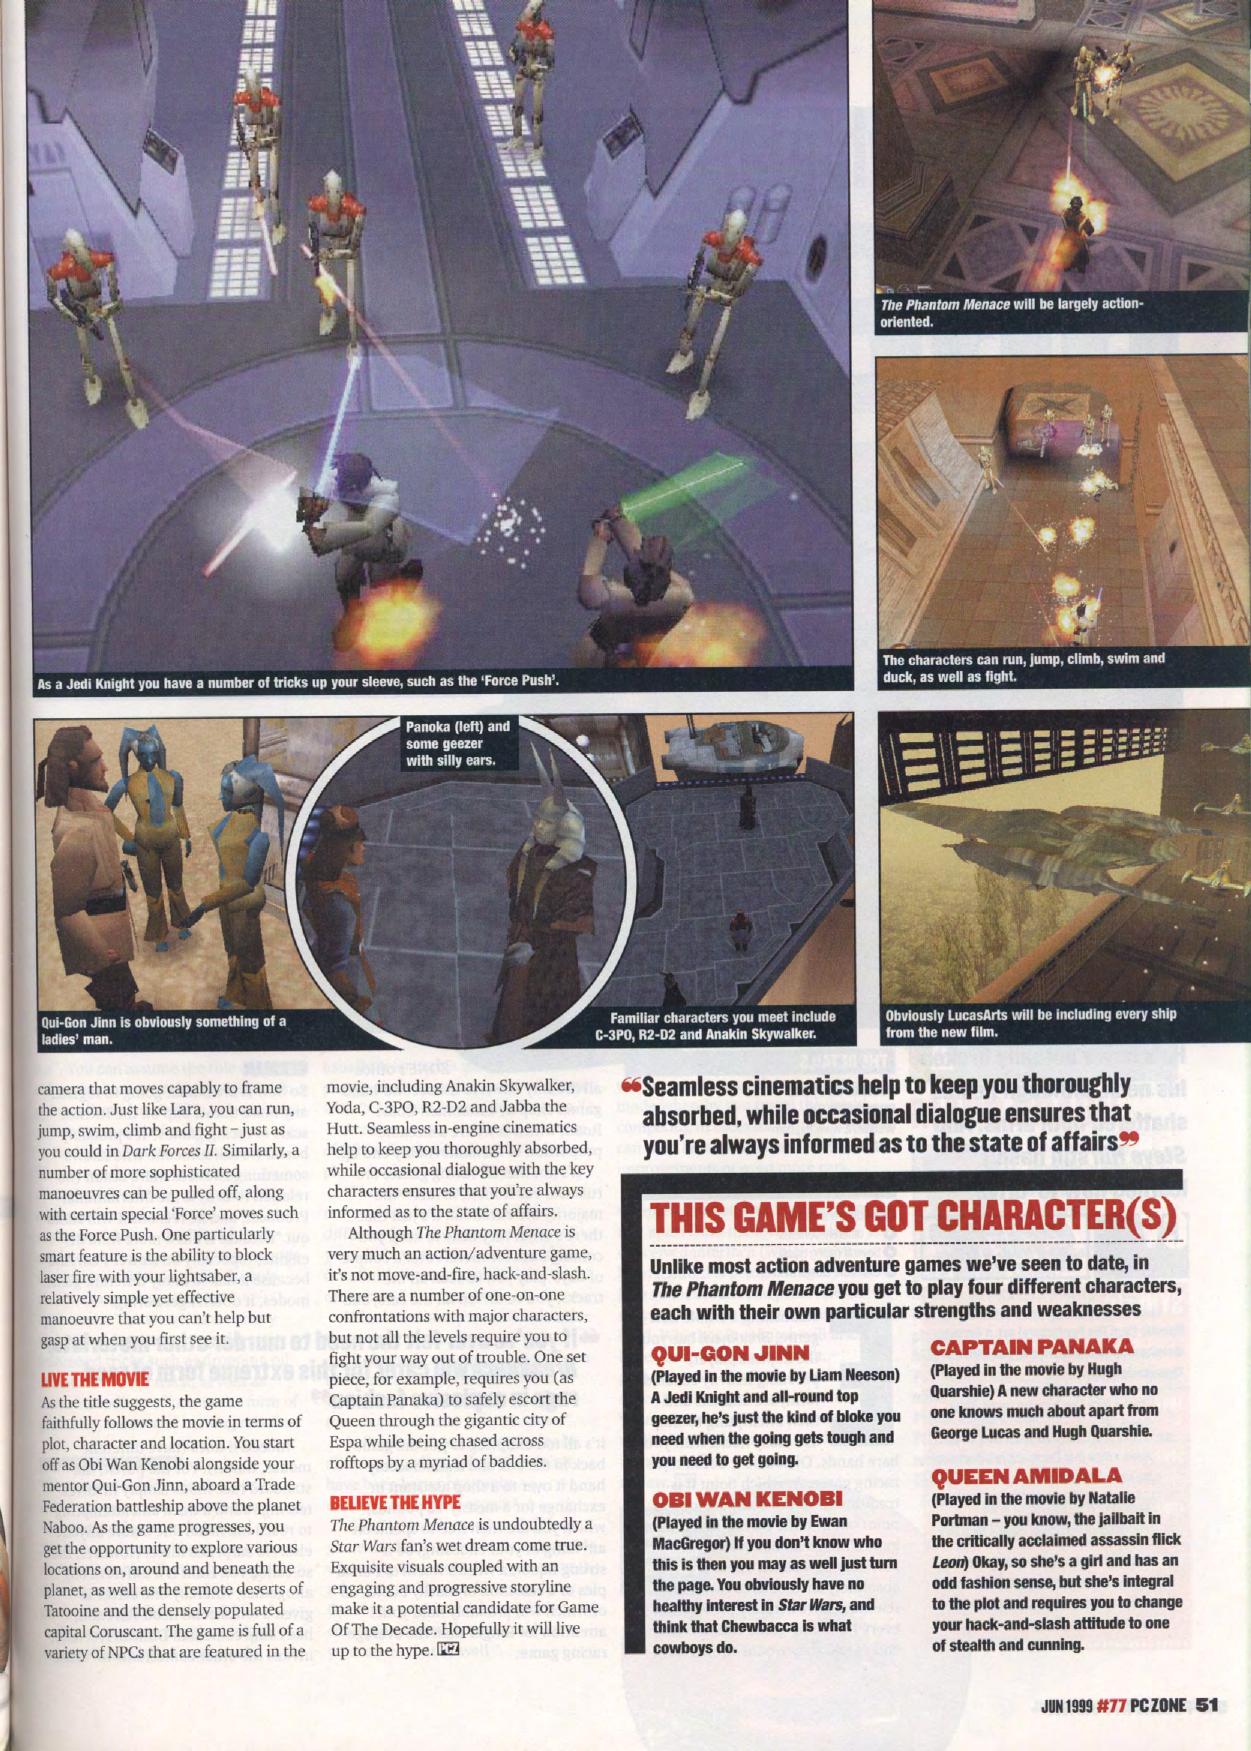 The Phantom Menace will be largely action-
oriented.
The characters can run, jump, climb, swim and
duck, as well as fight.
As a Jedi Knight you have a number of tricks up your sleeve, such as the 'Force Push'.
Panoka (left) and
some geezer
with silly ears.
Qui-Gon Jinn is obviously something of a
ladies' man.
Familiar characters you meet include
C-3PO, R2-D2 and Anakin Skywalker.
Obviously LucasArts will be including every ship
from the new film.
camera that moves capably to frame
the action. Just like Lara, you can run,
jump, swim, climb and fight – just as
you could in Dark Forces II. Similarly, a
number of more sophisticated
manoeuvres can be pulled off, along
with certain special 'Force' moves such
as the Force Push. One particularly
smart feature is the ability to block
laser fire with your lightsaber, a
relatively simple yet effective
manoeuvre that you can't help but
gasp at when you first see it.
LIVE THE MOVIE
As the title suggests, the game
faithfully follows the movie in terms of
plot, character and location. You start
off as Obi Wan Kenobi alongside your
mentor Qui-Gon Jinn, aboard a Trade
Federation battleship above the planet
Naboo. As the game progresses, you
get the opportunity to explore various
locations on, around and beneath the
planet, as well as the remote deserts of
Tatooine and the densely populated
capital Coruscant. The game is full of a
variety of NPCs that are featured in the
movie, including Anakin Skywalker,
Yoda, C-3PO, R2-D2 and Jabba the
Hutt. Seamless in-engine cinematics
help to keep you thoroughly absorbed,
while occasional dialogue with the key
characters ensures that you're always
informed as to the state of affairs.
Although The Phantom Menace is
very much an action/adventure game,
it's not move-and-fire, hack-and-slash.
There are a number of one-on-one
confrontations with major characters,
but not all the levels require you to
fight your way out of trouble. One set
piece, for example, requires you (as
Captain Panaka) to safely escort the
Queen through the gigantic city of
Espa while being chased across
rofftops by a myriad of baddies.
BELIEVE THE HYPE
The Phantom Menace is undoubtedly a
Star Wars fan's wet dream come true.
Exquisite visuals coupled with an
engaging and progressive storyline
make it a potential candidate for Game
Of The Decade. Hopefully it will live
up to the hype. PCZ
“Seamless cinematics help to keep you thoroughly
absorbed, while occasional dialogue ensures that
you're always informed as to the state of affairs”
THIS GAME'S GOT CHARACTER(S)
Unlike most action adventure games we've seen to date, in
The Phantom Menace you get to play four different characters,
each with their own particular strengths and weaknesses
QUI-GON JINN
(Played in the movie by Liam Neeson)
A Jedi Knight and all-round top
geezer, he's just the kind of bloke you
need when the going gets tough and
you need to get going.
OBI WAN KENOBI
(Played in the movie by Ewan
MacGregor) If you don't know who
this is then you may as well just turn
the page. You obviously have no
healthy interest in Star Wars, and
think that Chewbacca is what
cowboys do.
CAPTAIN PANAKA
(Played in the movie by Hugh
Quarshie) A new character who no
one knows much about apart from
George Lucas and Hugh Quarshie.
QUEEN AMIDALA
(Played in the movie by Natalie
Portman – you know, the jailbait in
the critically acclaimed assassin flick
Leon) Okay, so she's a girl and has an
odd fashion sense, but she's integral
to the plot and requires you to change
your hack-and-slash attitude to one
of stealth and cunning.
JUN 1999 #77 PC ZONE 51